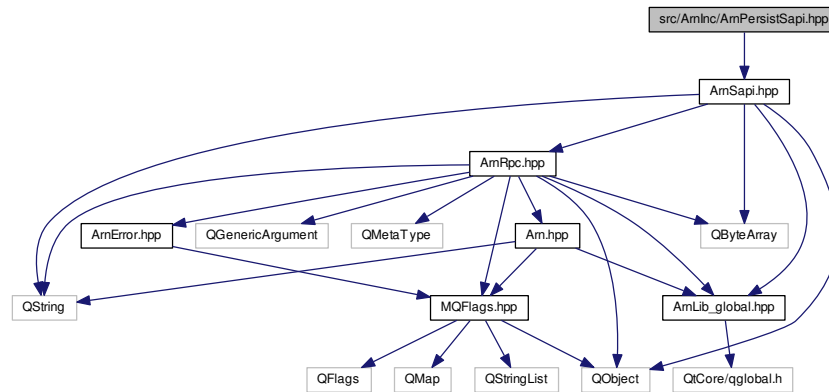 src/ArnInc/ArnPersistSapi.hpp
ArnSapi.hpp
ArnRpc.hpp
ArnError.hpp
QGenericArgument
QMetaType
Arn.hpp
QByteArray
QString
MQFlags.hpp
ArnLib_global.hpp
QFlags
QMap
QStringList
QObject
QtCore/qglobal.h